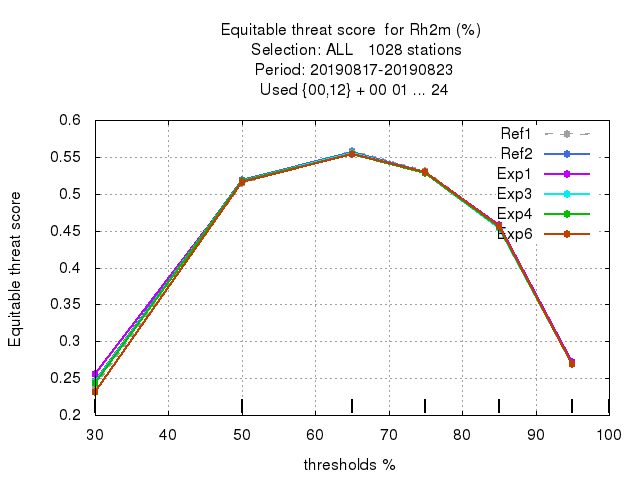 Equitable threat score  for Rh2m (%)
Selection: ALL   1028 stations
Period: 20190817-20190823
Used {00,12} + 00 01 ... 24
0.6
0.55
0.5
0.45
0.4
0.35
0.3
0.25
0.2
Equitable threat score
Ref1
Ref2
Exp1
Exp3
Exp4
Exp6
30 40 50 60 70 80 90 100
thresholds %